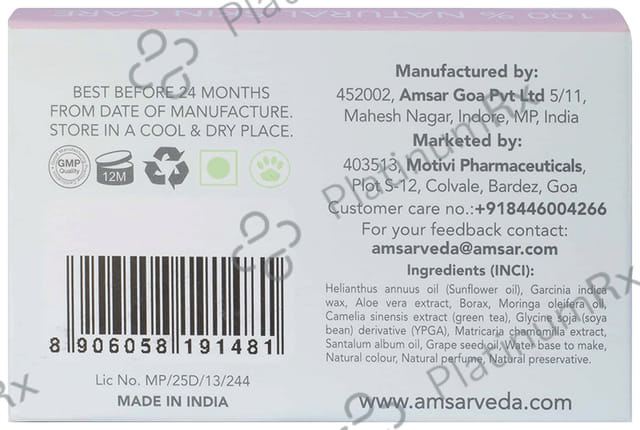 100 % NATURAL SKIN CARE
BEST BEFORE 24 MONTHS
FROM DATE OF MANUFACTURE.
STORE IN A COOL & DRY PLACE.
GMP
Quality
12M
8 906058 191481
Lic No. MP/25D/13/244
MADE IN INDIA
Manufactured by:
452002, Amsar Goa Pvt Ltd 5/11,
Mahesh Nagar, Indore, MP, India
Marketed by:
403513, Motivi Pharmaceuticals,
Plot S-12, Colvale, Bardez, Goa
Customer care no.:+918446004266
For your feedback contact:
amsarveda@amsar.com
Ingredients (INCI):
Helianthus annuus oil (Sunflower oil), Garcinia indica
wax, Aloe vera extract, Borax, Moringa oleifera oil,
Camelia sinensis extract (green tea), Glycine soja (soya
bean) derivative (YPGA), Matricaria chamomilla extract,
Santalum album oil, Grape seed oil, Water base to make,
Natural colour, Natural perfume, Natural preservative.
www.amsarveda.com
PlatinumRx
PlatinumRx
PlatinumRx